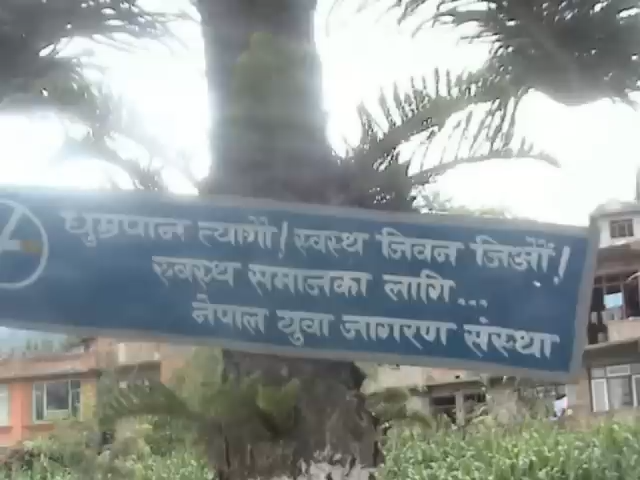 धुम्रपान त्यागौं! स्वस्थ जिवन जिऔं!
स्वस्थ समाजका लागि...
नेपाल युवा जागरण संस्था